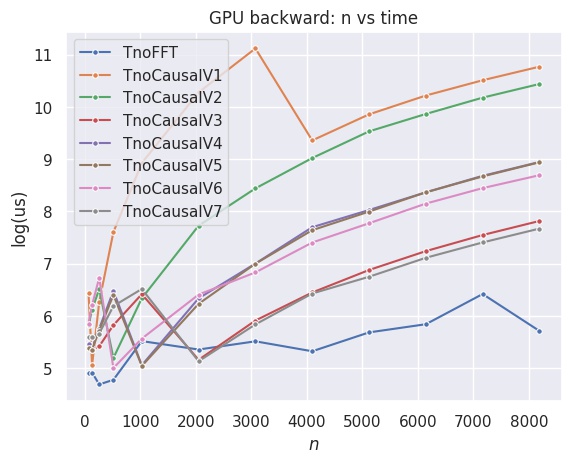 GPU backward: n vs time
log(us)
11
10
9
8
7
6
5
TnoFFT
TnoCausalV1
TnoCausalV2
TnoCausalV3
TnoCausalV4
TnoCausalV5
TnoCausalV6
TnoCausalV7
0 1000 2000 3000 4000 5000 6000 7000 8000
n